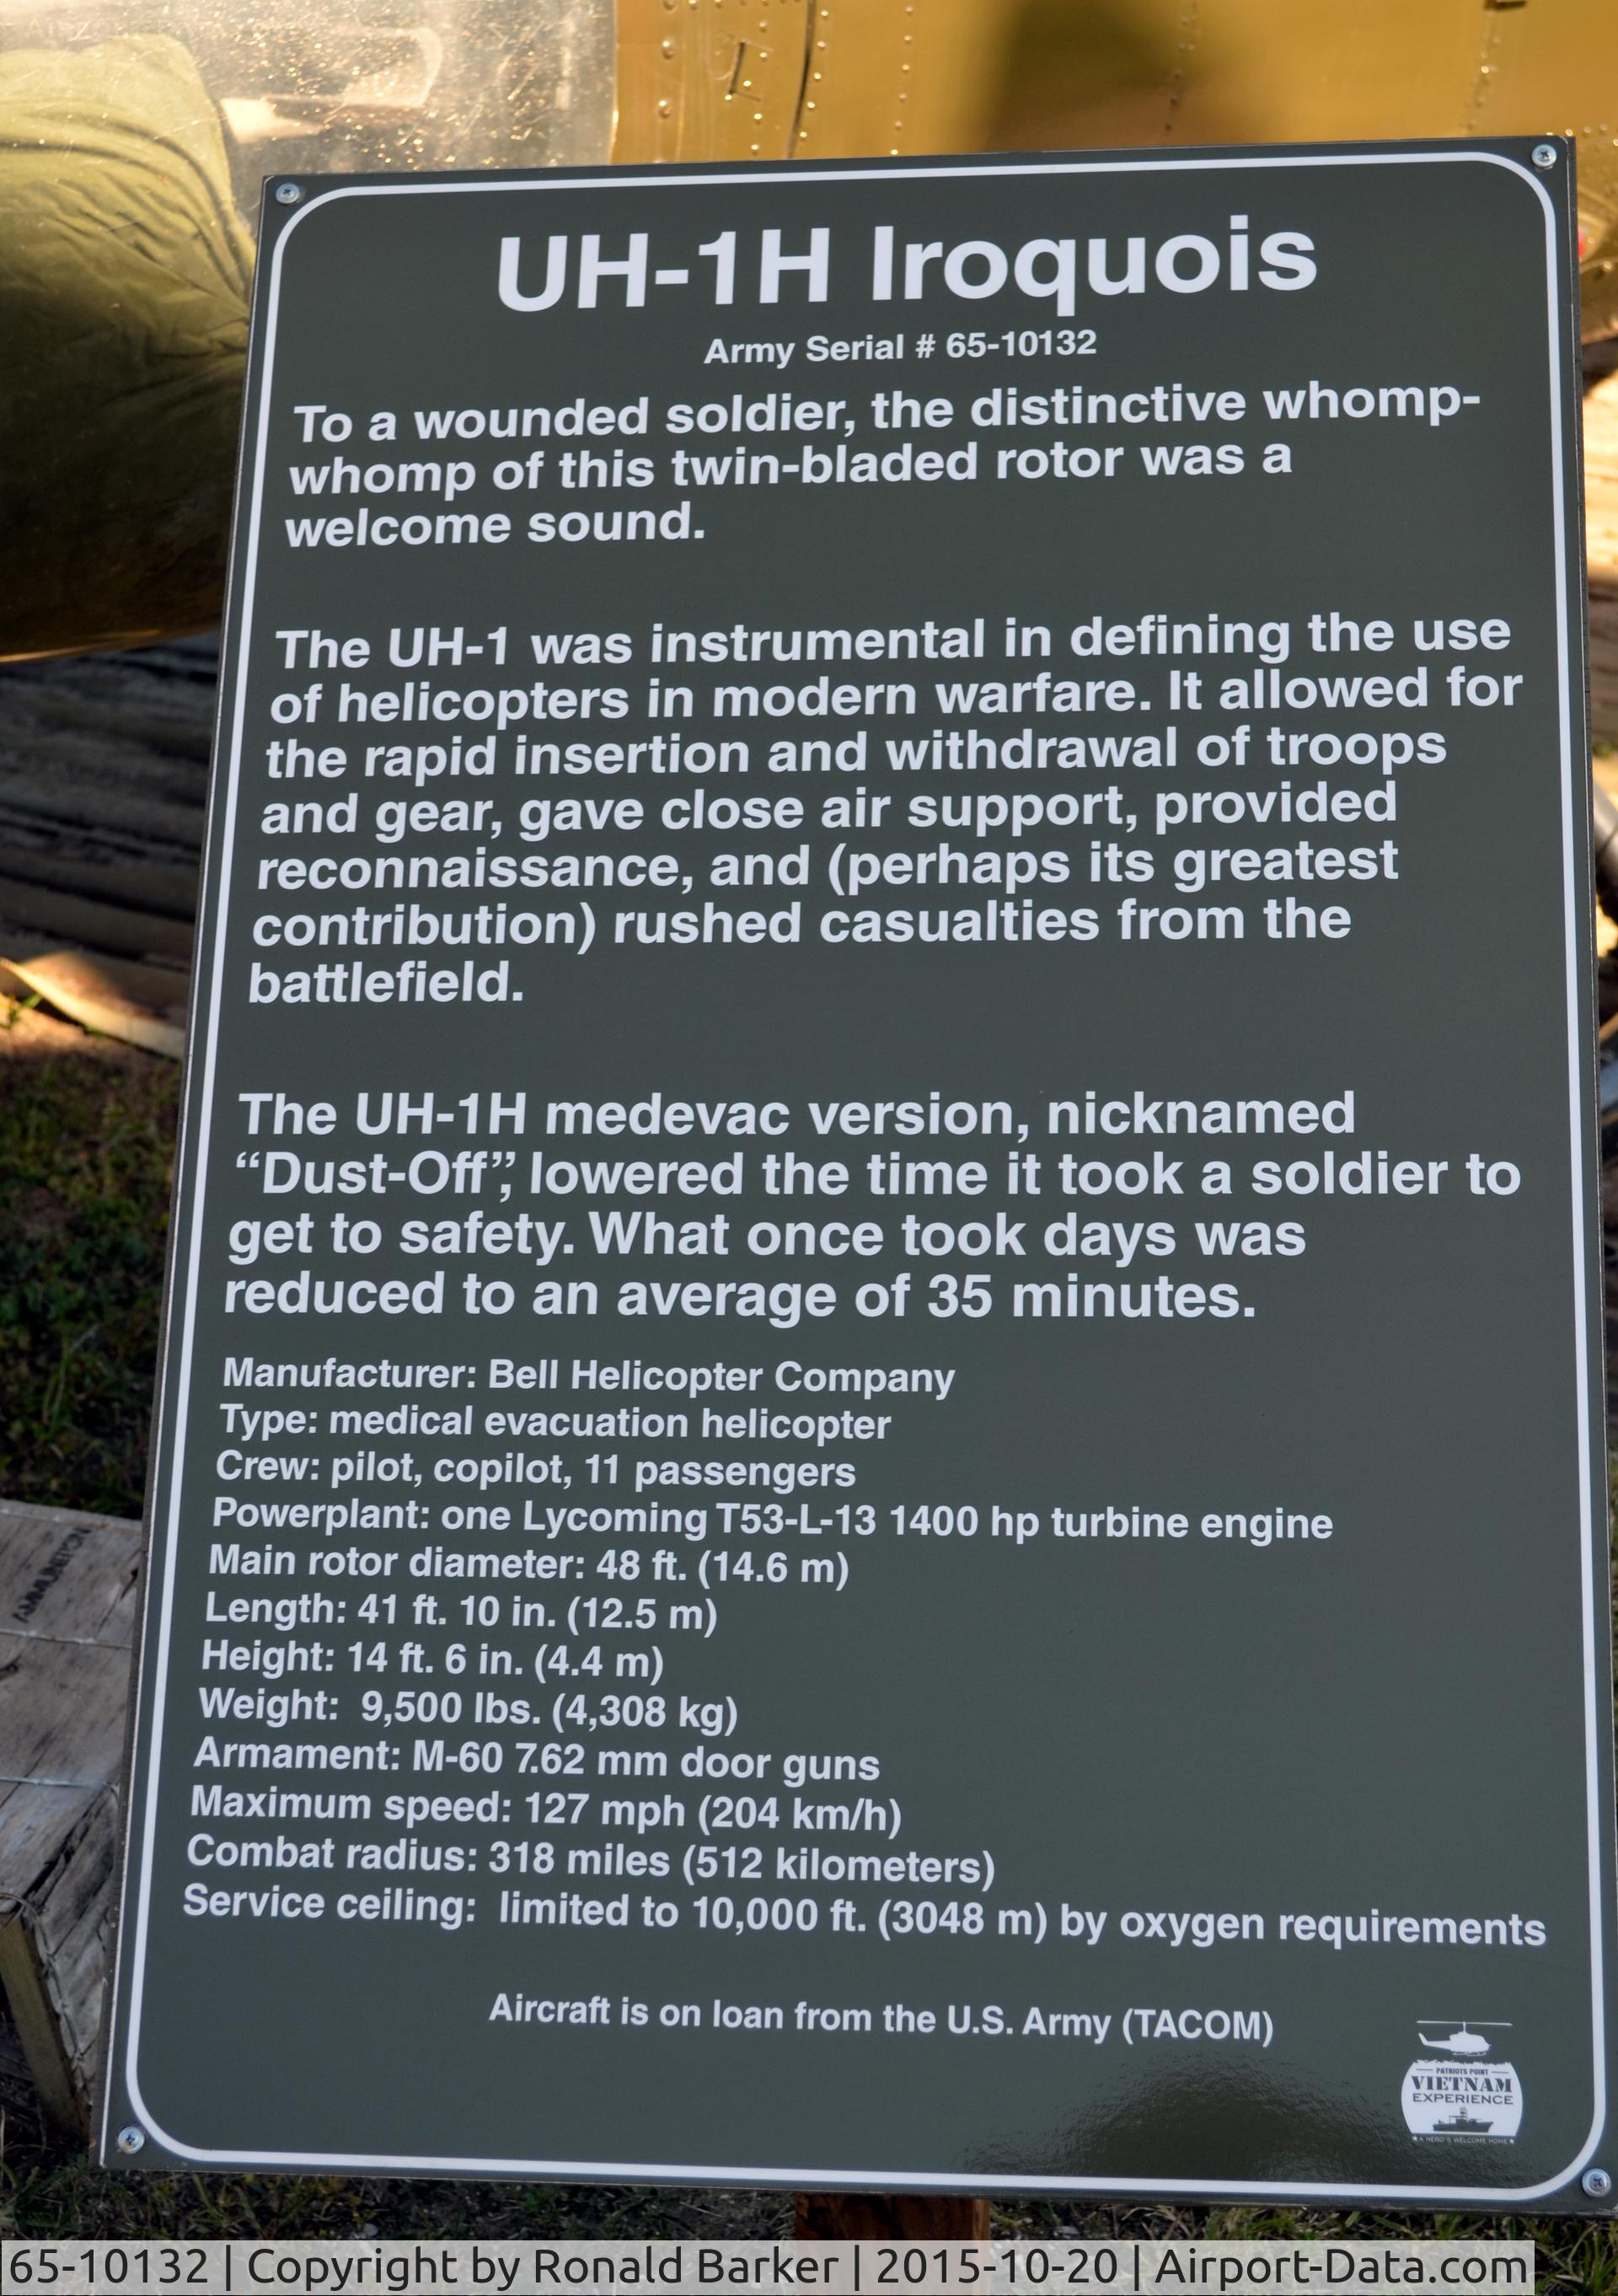 UH-1H Iroquois
Army Serial # 65-10132
To a wounded soldier, the distinctive whomp-
whomp of this twin-bladed rotor was a
welcome sound.
The UH-1 was instrumental in defining the use
of helicopters in modern warfare. It allowed for
the rapid insertion and withdrawal of troops
and gear, gave close air support, provided
reconnaissance, and (perhaps its greatest
contribution) rushed casualties from the
battlefield.
The UH-1H medevac version, nicknamed
“Dust-Off”, lowered the time it took a soldier to
get to safety. What once took days was
reduced to an average of 35 minutes.
Manufacturer: Bell Helicopter Company
Type: medical evacuation helicopter
Crew: pilot, copilot, 11 passengers
Powerplant: one Lycoming T53-L-13 1400 hp turbine engine
Main rotor diameter: 48 ft. (14.6 m)
Length: 41 ft. 10 in. (12.5 m)
Height: 14 ft. 6 in. (4.4 m)
Weight: 9,500 lbs. (4,308 kg)
Armament: M-60 7.62 mm door guns
Maximum speed: 127 mph (204 km/h)
Combat radius: 318 miles (512 kilometers)
Service ceiling: limited to 10,000 ft. (3048 m) by oxygen requirements
Aircraft is on loan from the U.S. Army (TACOM)
PATRIOTS POINT
VIETNAM
EXPERIENCE
A HERO'S WELCOME HOME
AMMUNITION
65-10132 | Copyright by Ronald Barker | 2015-10-20 | Airport-Data.com